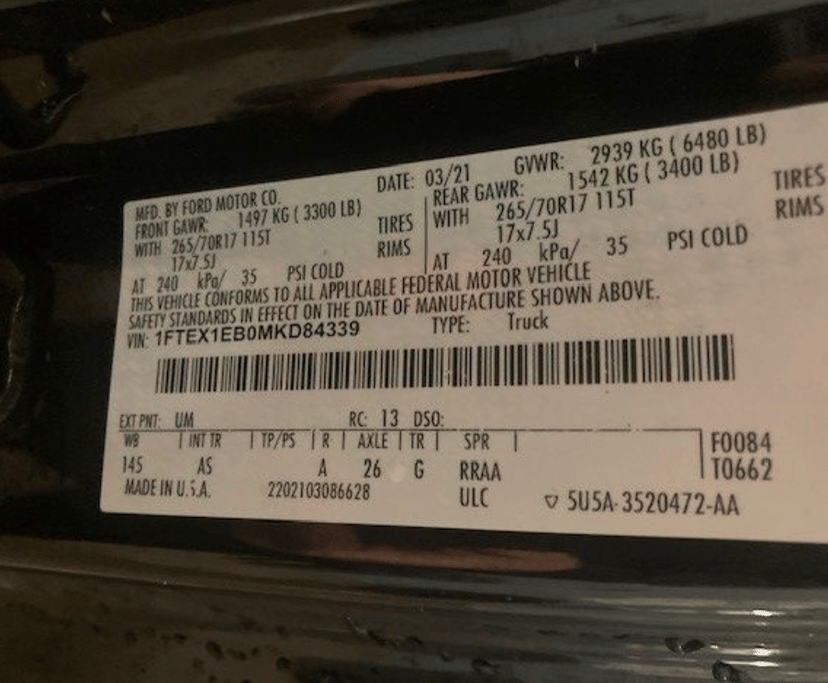 MFD. BY FORD MOTOR CO. DATE: 03/21 GVWR: 2939 KG ( 6480 LB)
FRONT GAWR: 1497 KG ( 3300 LB) REAR GAWR: 1542 KG ( 3400 LB)
WITH 265/70R17 115T TIRES WITH 265/70R17 115T TIRES
17x7.5J RIMS 17x7.5J RIMS
AT 240 kPa/ 35 PSI COLD AT 240 kPa/ 35 PSI COLD
THIS VEHICLE CONFORMS TO ALL APPLICABLE FEDERAL MOTOR VEHICLE
SAFETY STANDARDS IN EFFECT ON THE DATE OF MANUFACTURE SHOWN ABOVE.
VIN: 1FTEX1EB0MKD84339 TYPE: Truck
EXT PNT: UM RC: 13 DSO:
WB | INT TR | TP/PS | R | AXLE | TR | SPR | F0084
145 AS A 26 G RRAA T0662
MADE IN U.S.A. 2202103086628 ULC ▽ 5U5A-3520472-AA